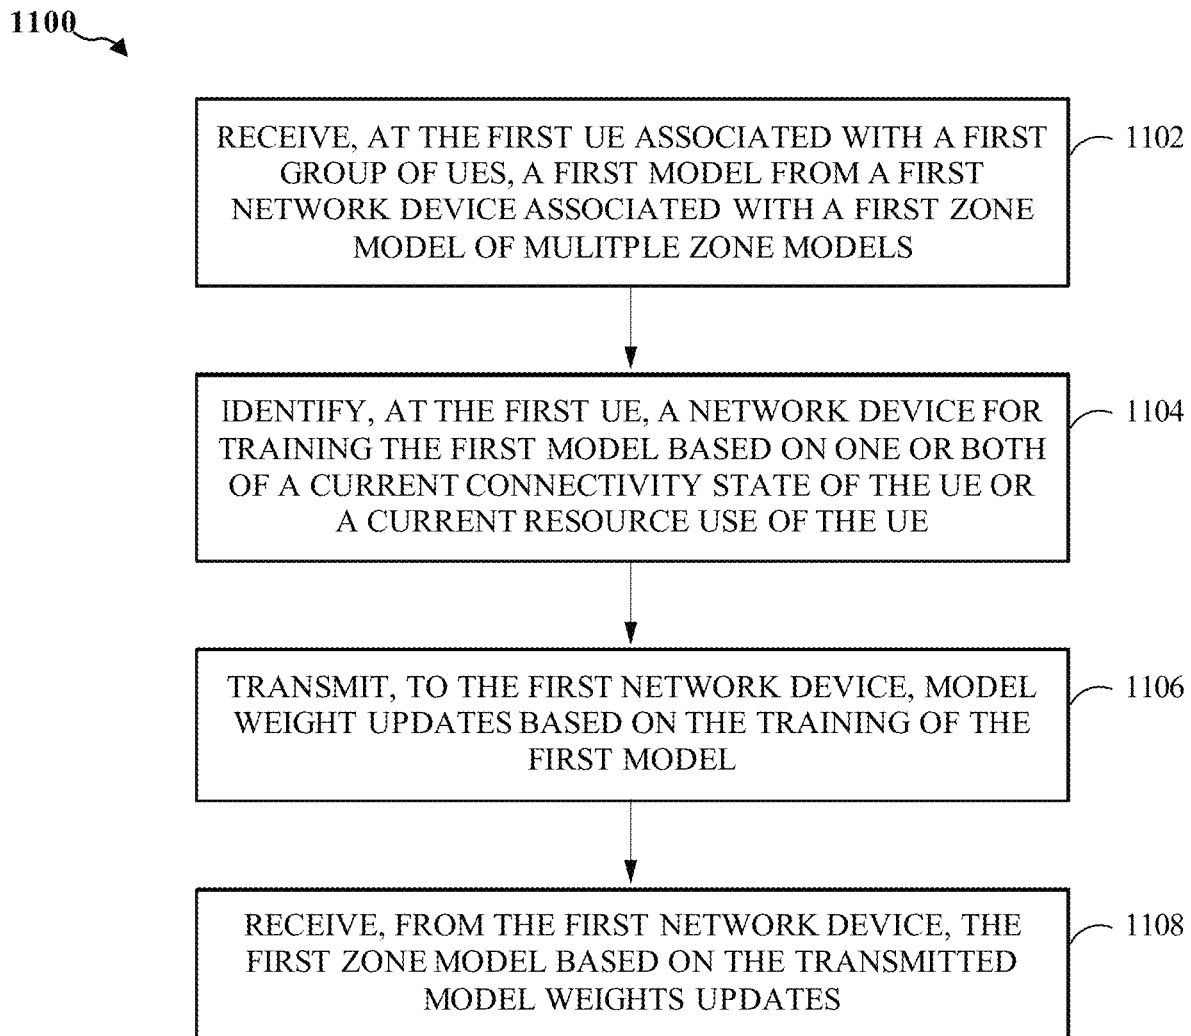 1100
RECEIVE, AT THE FIRST UE ASSOCIATED WITH A FIRST
GROUP OF UES, A FIRST MODEL FROM A FIRST
NETWORK DEVICE ASSOCIATED WITH A FIRST ZONE
MODEL OF MULITPLE ZONE MODELS
1102
IDENTIFY, AT THE FIRST UE, A NETWORK DEVICE FOR
TRAINING THE FIRST MODEL BASED ON ONE OR BOTH
OF A CURRENT CONNECTIVITY STATE OF THE UE OR
A CURRENT RESOURCE USE OF THE UE
1104
TRANSMIT, TO THE FIRST NETWORK DEVICE, MODEL
WEIGHT UPDATES BASED ON THE TRAINING OF THE
FIRST MODEL
1106
RECEIVE, FROM THE FIRST NETWORK DEVICE, THE
FIRST ZONE MODEL BASED ON THE TRANSMITTED
MODEL WEIGHTS UPDATES
1108